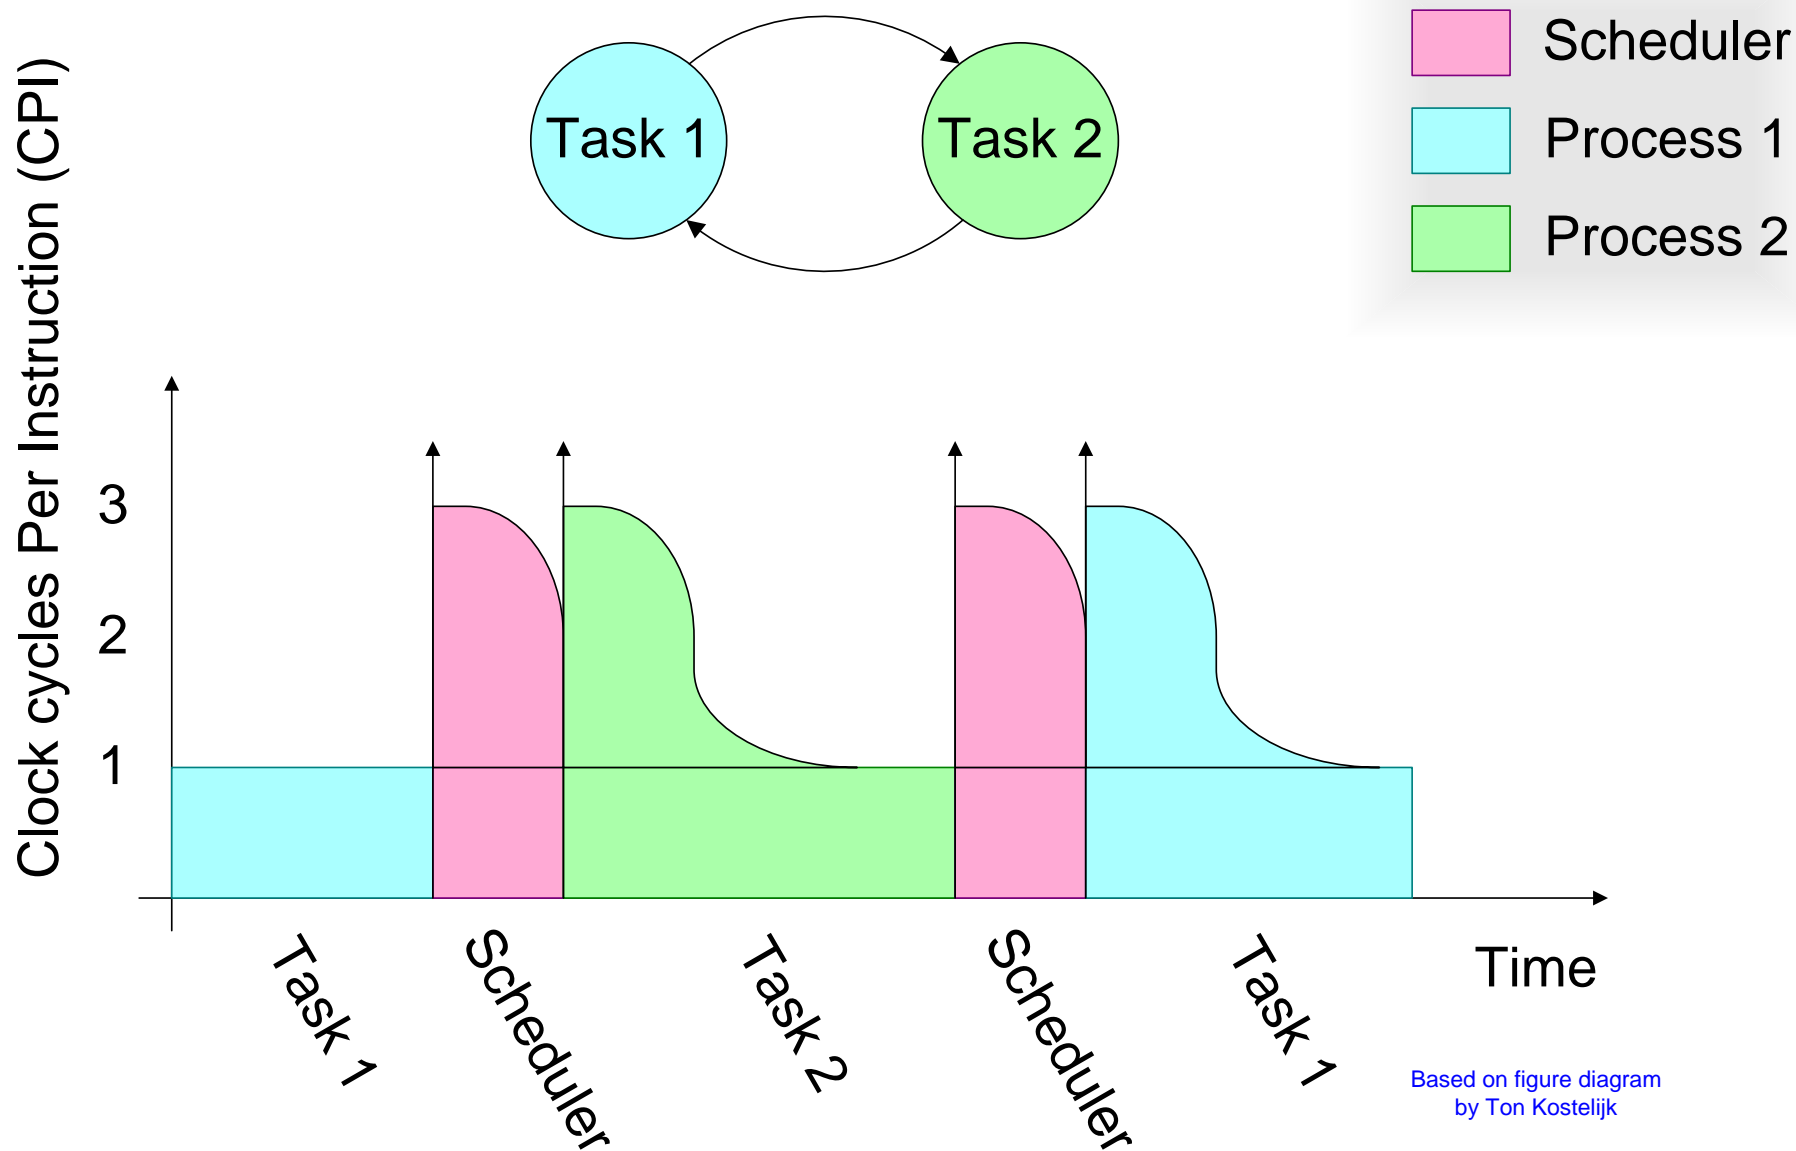 Task 1
Task 2
Scheduler
Process 1
Process 2
Clock cycles Per Instruction (CPI)
3
2
1
Task 1
Scheduler
Task 2
Scheduler
Task 1
Time
Based on figure diagram
by Ton Kostelijk